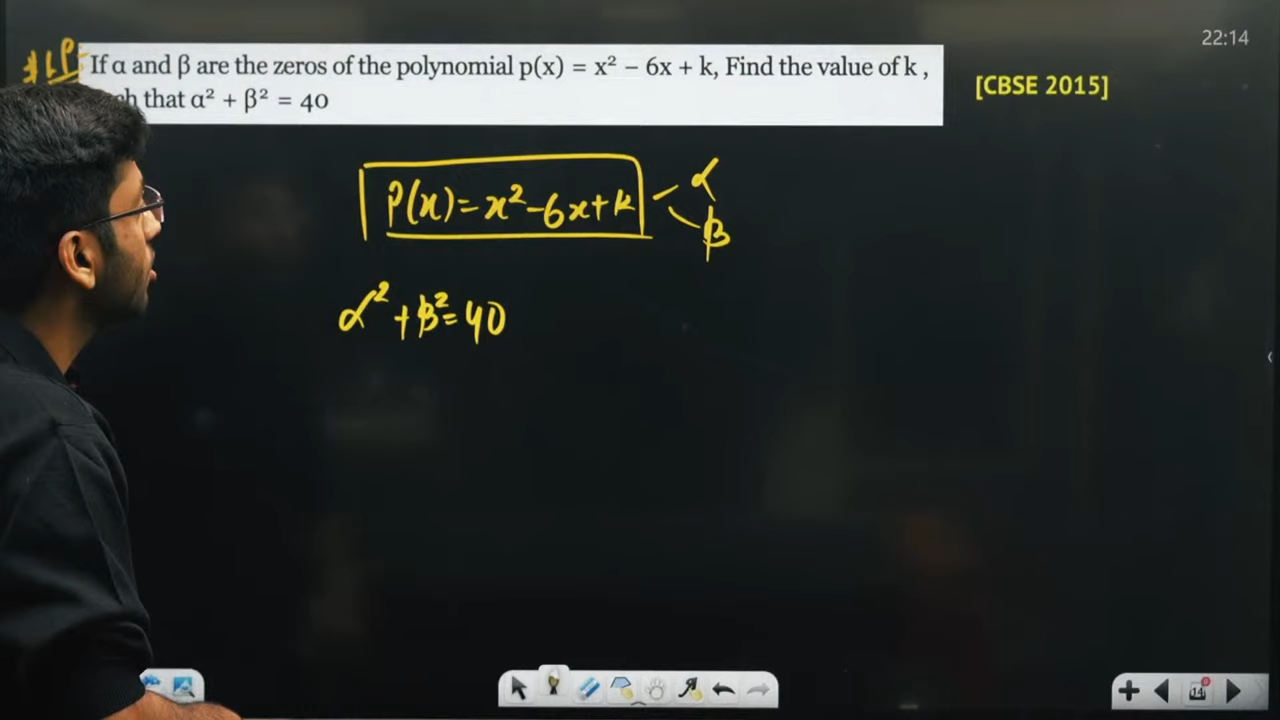 22:14
If α and β are the zeros of the polynomial p(x) = x² − 6x + k, Find the value of k ,
that α² + β² = 40
[CBSE 2015]
P(x)=x²-6x+k
α
β
α²+β²=40
14